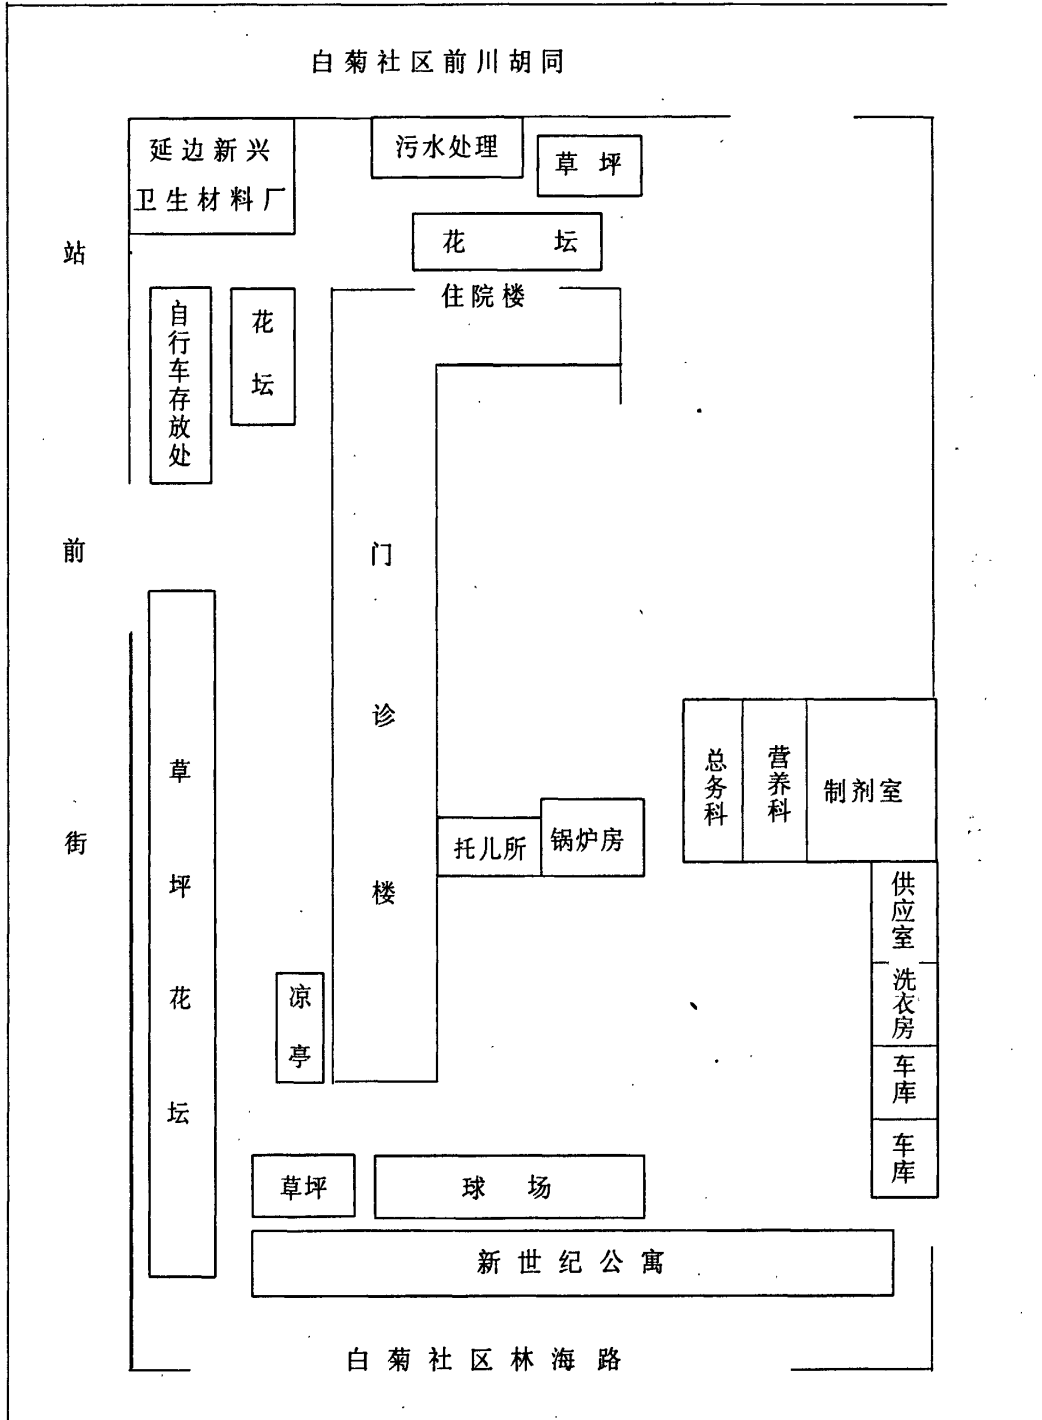 白菊社区前川胡同
延边新兴
卫生材料厂
污水处理
草坪
花坛
住院楼
站前街
自行车存放处
花坛
门诊楼
草坪花坛
总务科
营养科
制剂室
托儿所
锅炉房
供应室
洗衣房
车库
车库
凉亭
草坪
球场
新世纪公寓
白菊社区林海路